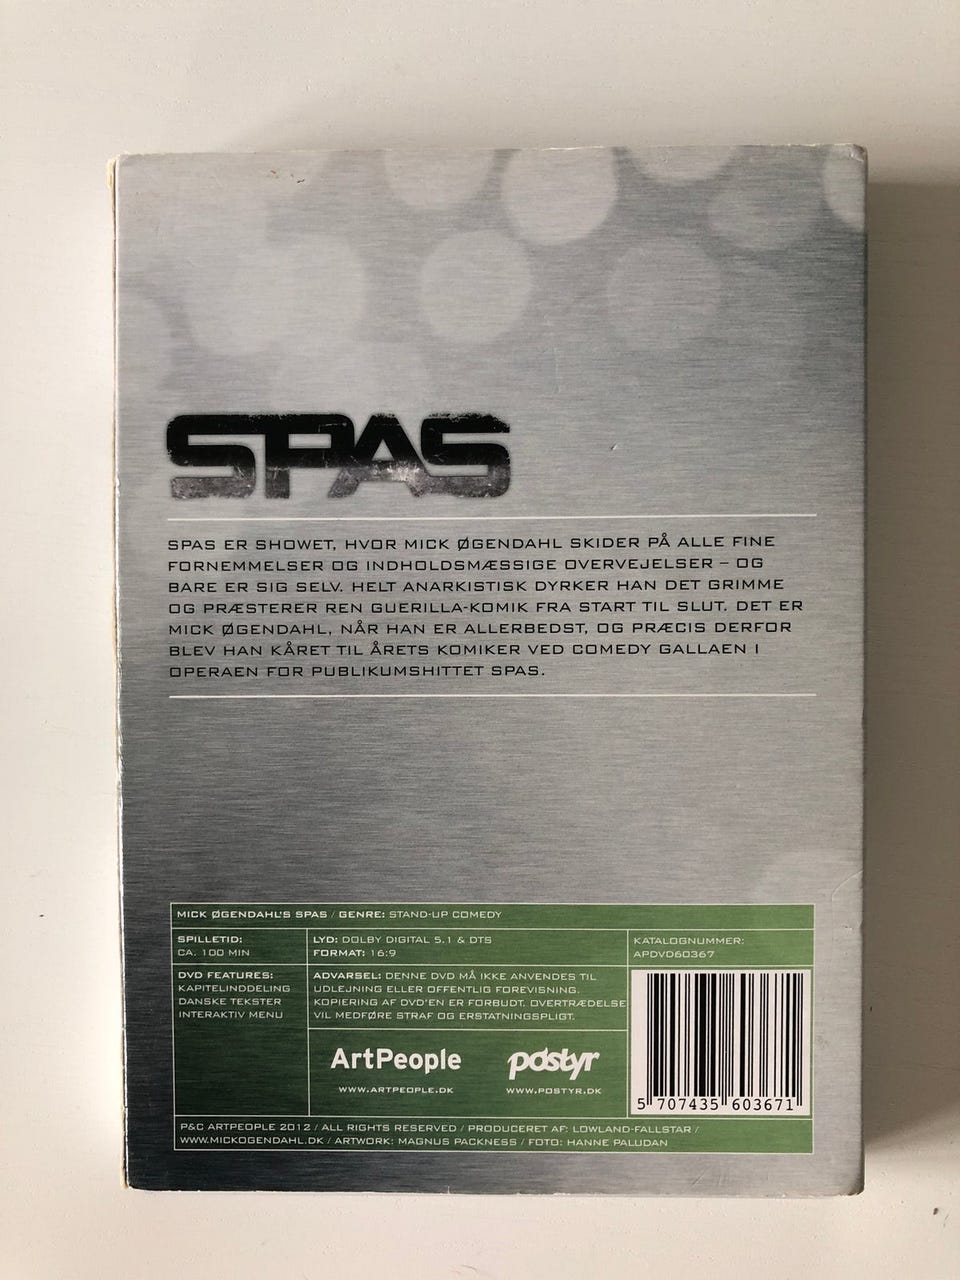 SPAS
SPAS ER SHOWET, HVOR MICK ØGENDAHL SKIDER PÅ ALLE FINE
FORNEMMELSER OG INDHOLDSMÆSSIGE OVERVEJELSER – OG
BARE ER SIG SELV. HELT ANARKISTISK DYRKER HAN DET GRIMME
OG PRÆSTERER REN GUERILLA-KOMIK FRA START TIL SLUT. DET ER
MICK ØGENDAHL, NÅR HAN ER ALLERBEDST, OG PRÆCIS DERFOR
BLEV HAN KÅRET TIL ÅRETS KOMIKER VED COMEDY GALLAEN I
OPERAEN FOR PUBLIKUMSHITTET SPAS.
MICK ØGENDAHL'S SPAS / GENRE: STAND-UP COMEDY
SPILLETID:
CA. 100 MIN
LYD: DOLBY DIGITAL 5.1 & DTS
FORMAT: 16:9
KATALOGNUMMER:
APDVD60367
DVD FEATURES:
KAPITELINDDELING
DANSKE TEKSTER
INTERAKTIV MENU
ADVARSEL: DENNE DVD MÅ IKKE ANVENDES TIL
UDLEJNING ELLER OFFENTLIG FOREVISNING.
KOPIERING AF DVD'EN ER FORBUDT. OVERTRÆDELSE
VIL MEDFØRE STRAF OG ERSTATNINGSPLIGT.
ArtPeople
WWW.ARTPEOPLE.DK
postyr
WWW.POSTYR.DK
5 707435 603671
P&C ARTPEOPLE 2012 / ALL RIGHTS RESERVED / PRODUCERET AF: LOWLAND-FALLSTAR /
WWW.MICKOGENDAHL.DK / ARTWORK: MAGNUS PACKNESS / FOTO: HANNE PALUDAN